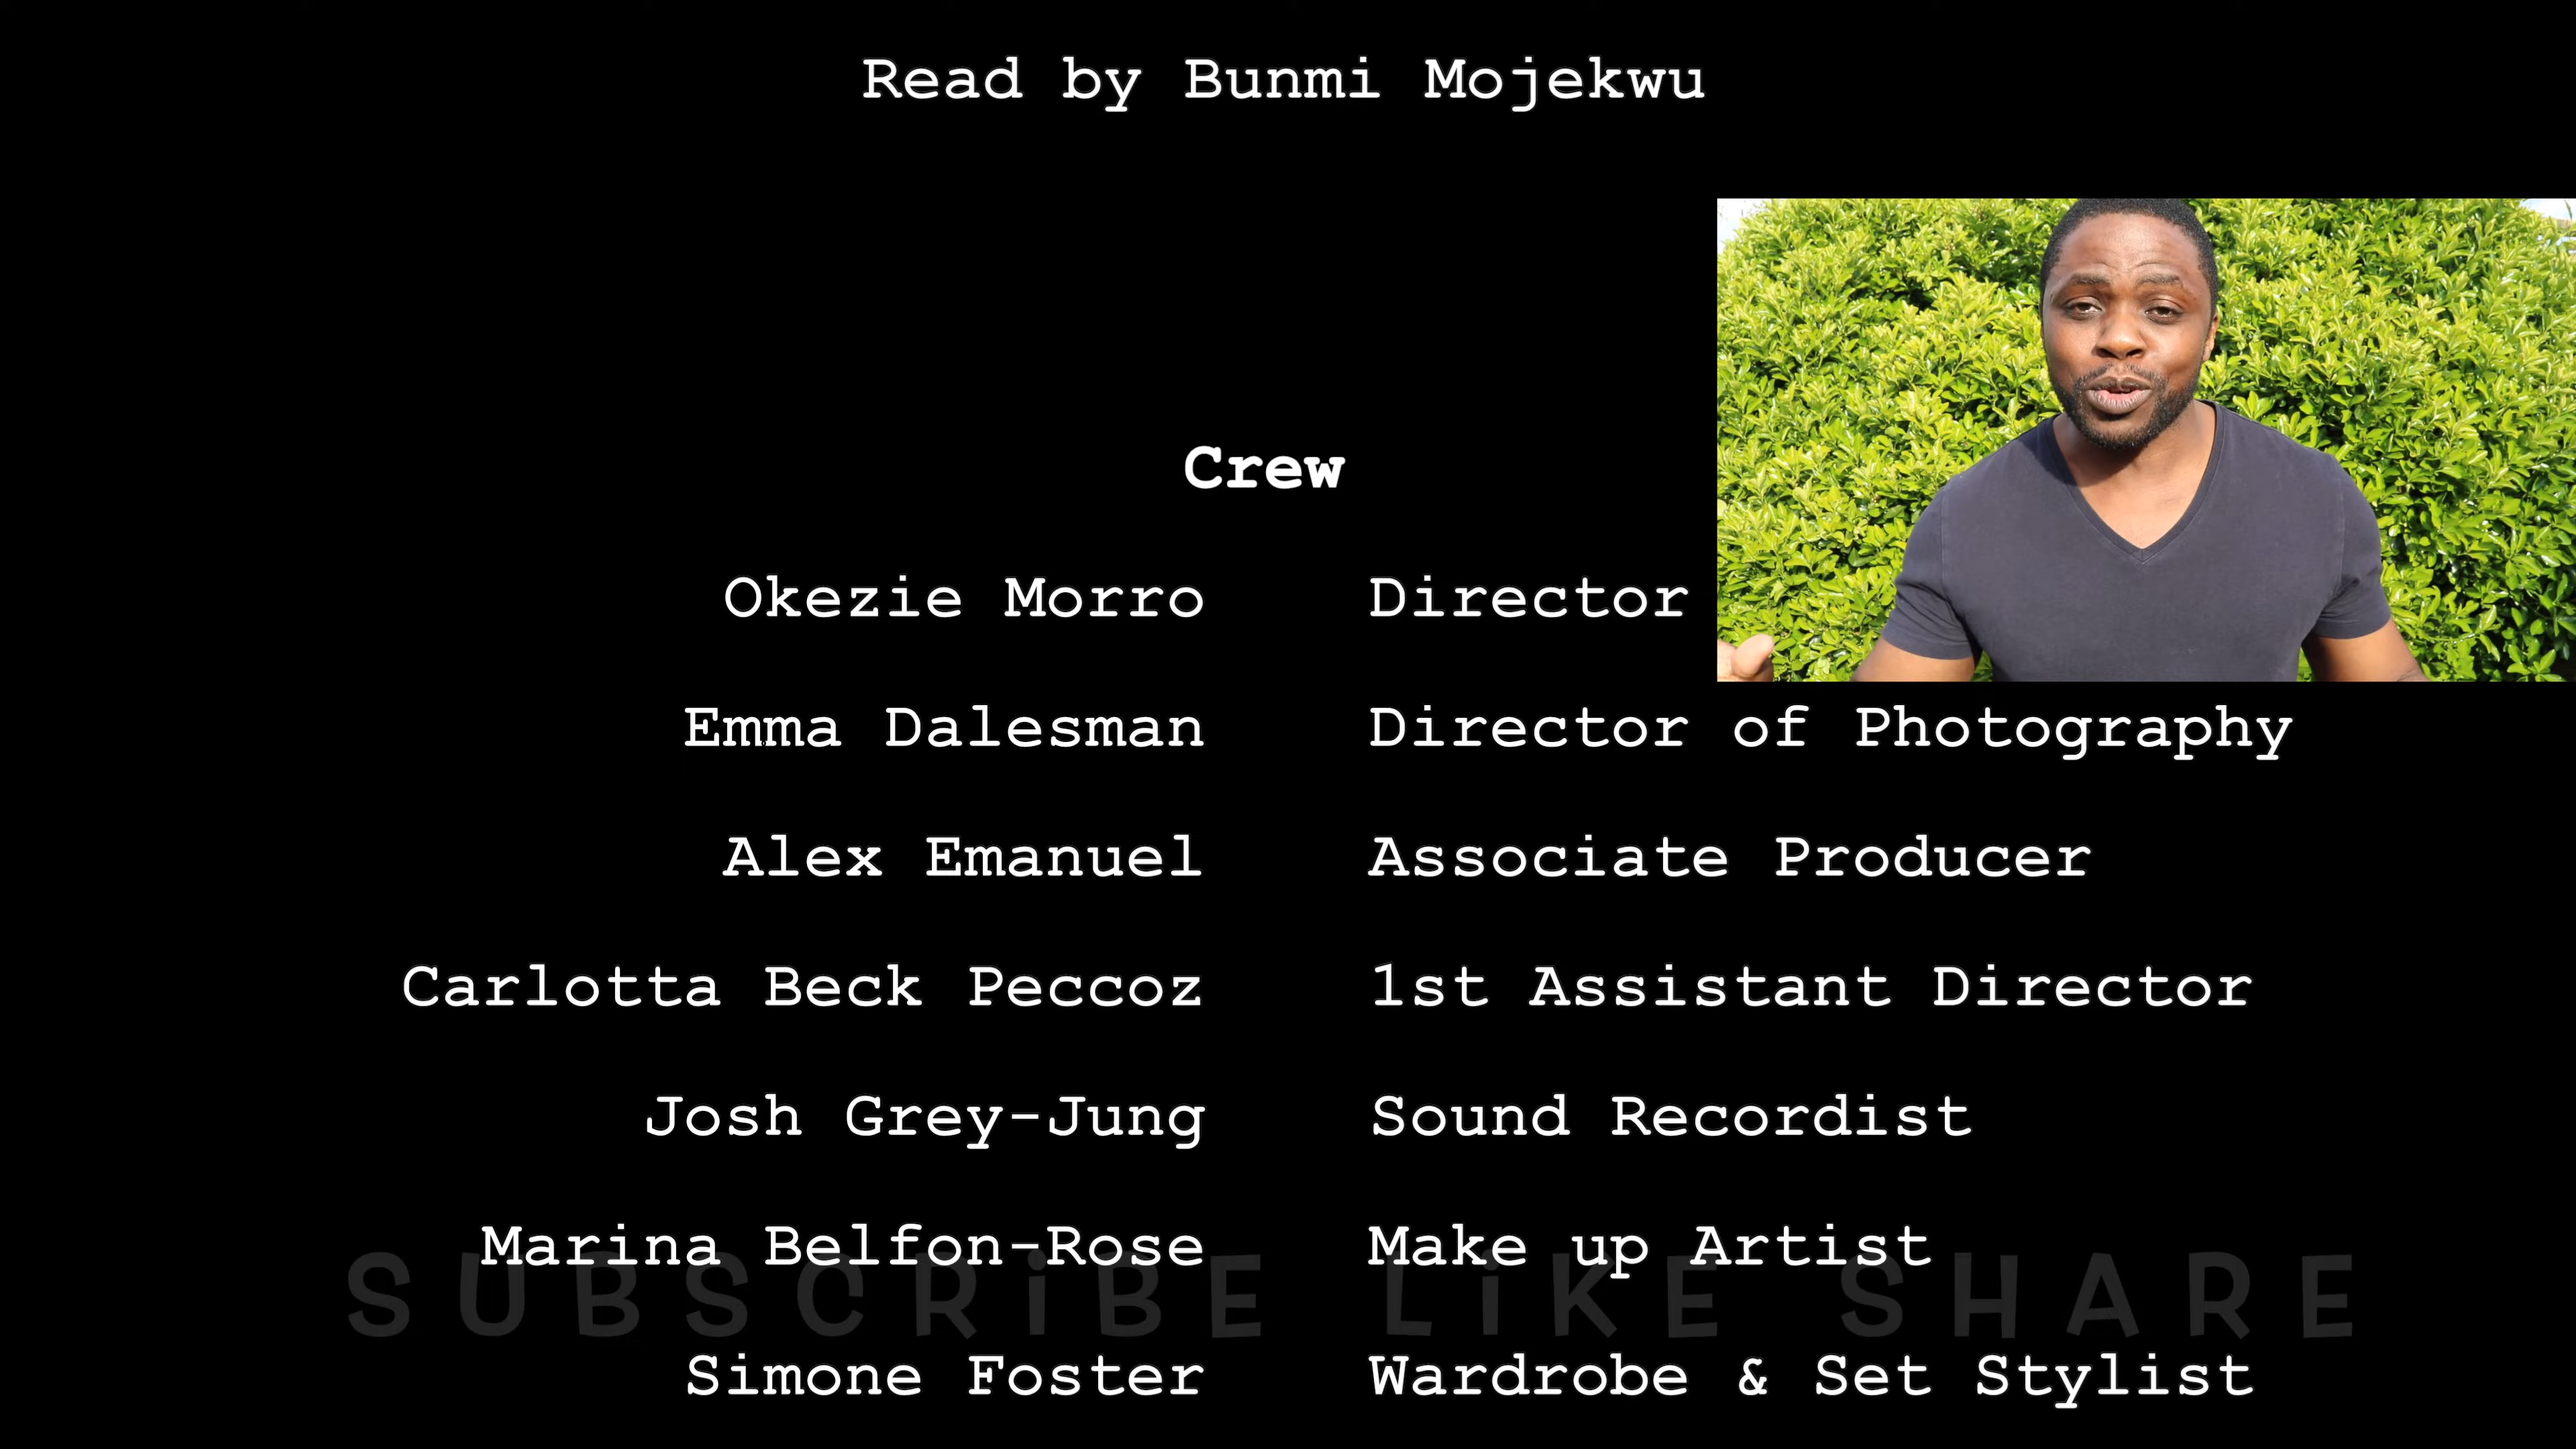 Read by Bunmi Mojekwu
Crew
Okezie Morro Director
Emma Dalesman Director of Photography
Alex Emanuel Associate Producer
Carlotta Beck Peccoz 1st Assistant Director
Josh Grey-Jung Sound Recordist
Marina Belfon-Rose Make up Artist
SUBSCRiBE LiKE SHARE
Simone Foster Wardrobe & Set Stylist